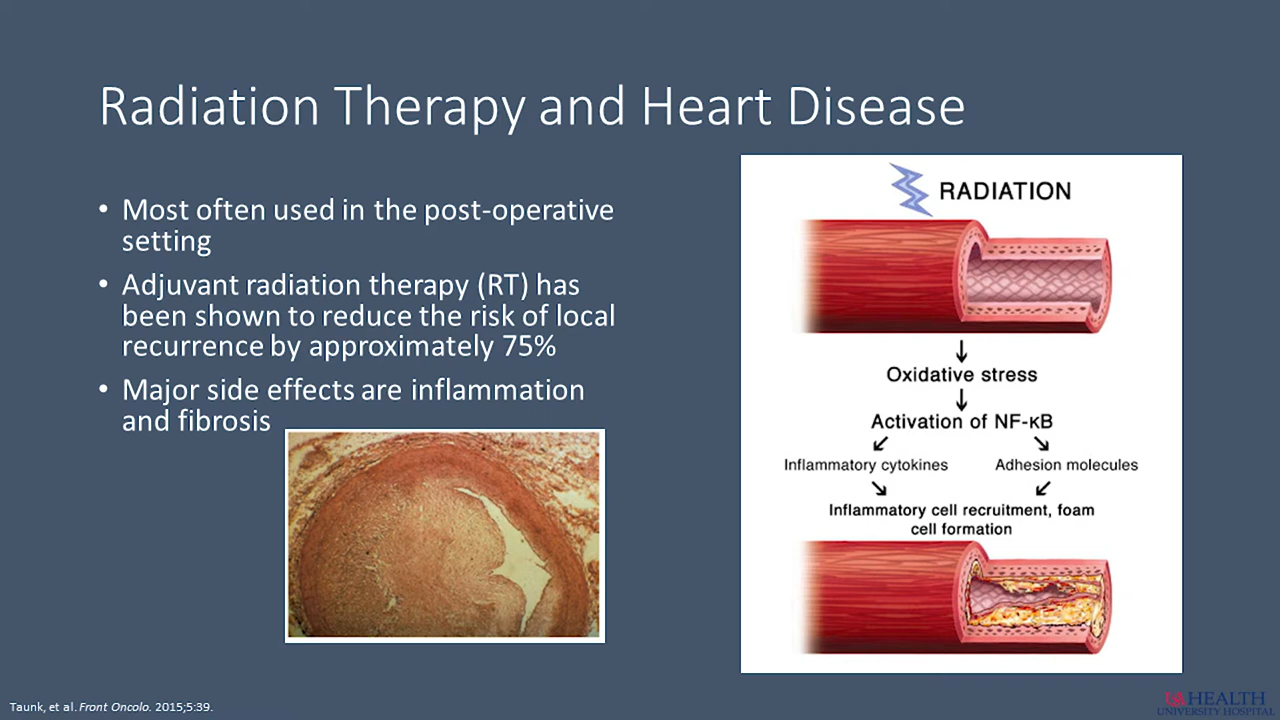 Radiation Therapy and Heart Disease
• Most often used in the post-operative
setting
• Adjuvant radiation therapy (RT) has
been shown to reduce the risk of local
recurrence by approximately 75%
• Major side effects are inflammation
and fibrosis
RADIATION
Oxidative stress
Activation of NF-κB
Inflammatory cytokines
Adhesion molecules
Inflammatory cell recruitment, foam
cell formation
Taunk, et al. Front Oncolo. 2015;5:39.
HEALTH
UNIVERSITY HOSPITAL